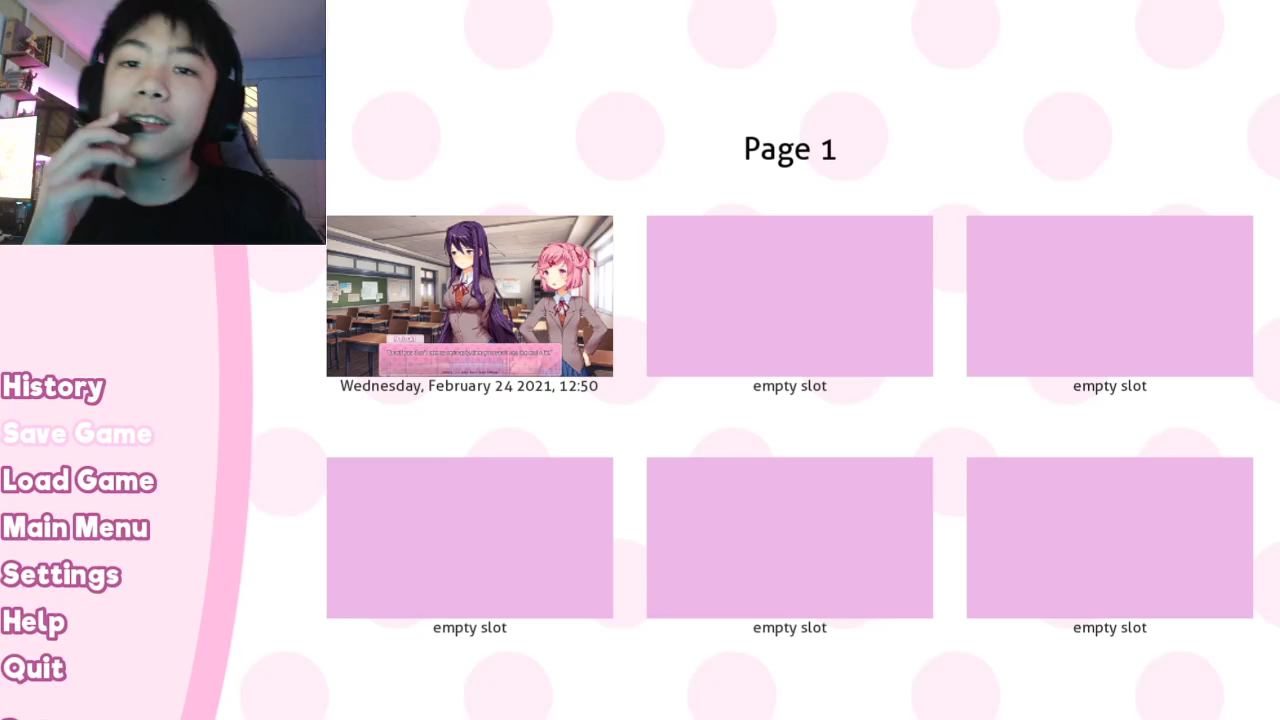 Page 1
Wednesday, February 24 2021, 12:50
empty slot
empty slot
History
Save Game
Load Game
Main Menu
Settings
Help
Quit
empty slot
empty slot
empty slot